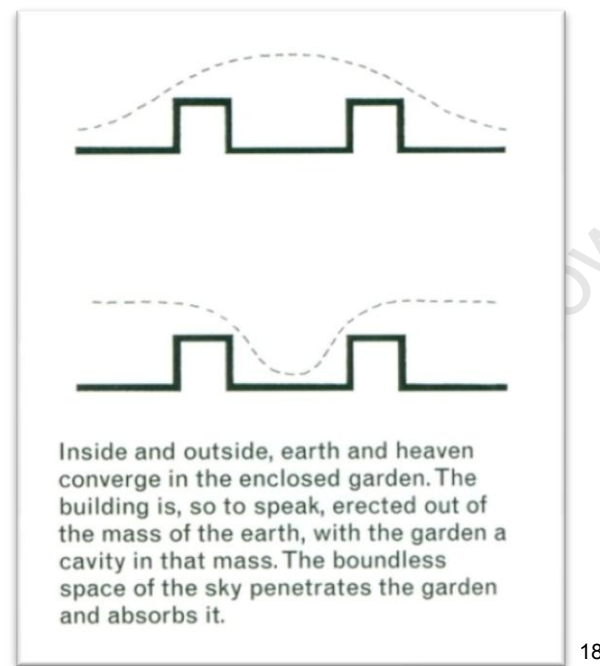 Inside and outside, earth and heaven
converge in the enclosed garden. The
building is, so to speak, erected out of
the mass of the earth, with the garden a
cavity in that mass. The boundless
space of the sky penetrates the garden
and absorbs it.
18